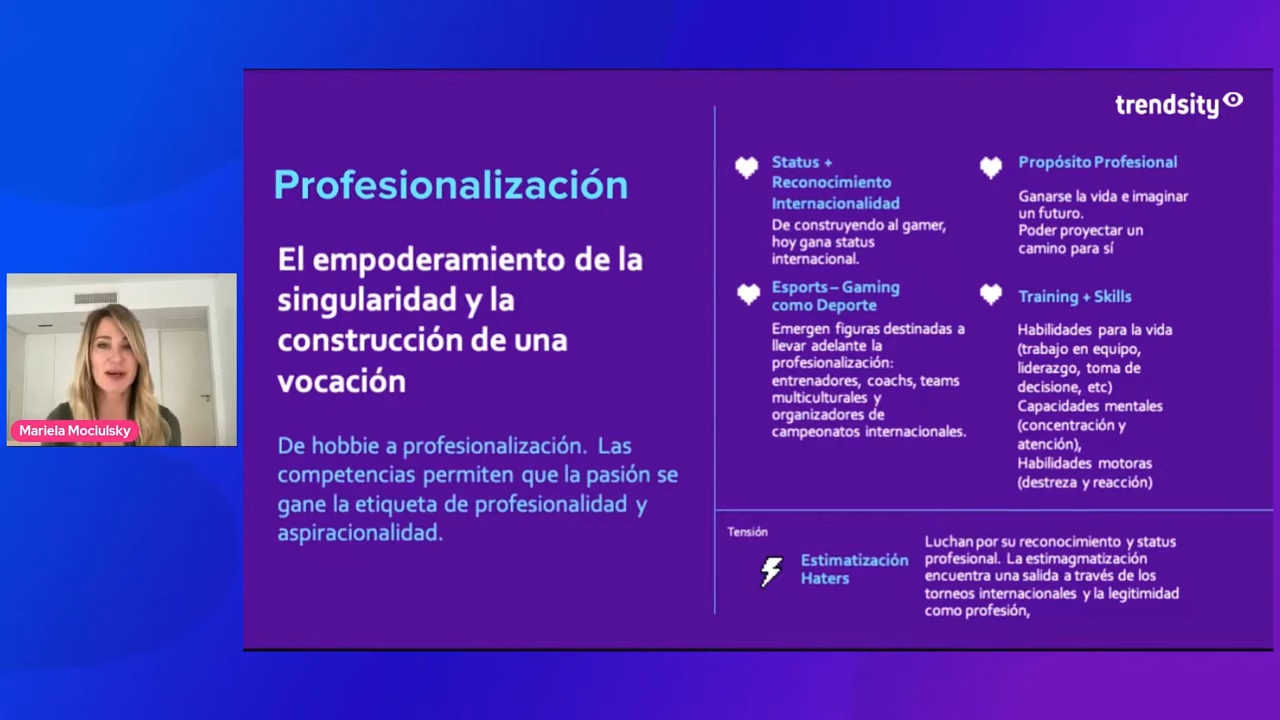 trendsity
Profesionalización
El empoderamiento de la
singularidad y la
construcción de una
vocación
De hobbie a profesionalización. Las
competencias permiten que la pasión se
gane la etiqueta de profesionalidad y
aspiracionalidad.
Status +
Reconocimiento
Internacionalidad
De construyendo al gamer,
hoy gana status
internacional.
Esports – Gaming
como Deporte
Emergen figuras destinadas a
llevar adelante la
profesionalización:
entrenadores, coachs, teams
multiculturales y
organizadores de
campeonatos internacionales.
Propósito Profesional
Ganarse la vida e imaginar
un futuro.
Poder proyectar un
camino para sí
Training + Skills
Habilidades para la vida
(trabajo en equipo,
liderazgo, toma de
decisione, etc)
Capacidades mentales
(concentración y
atención),
Habilidades motoras
(destreza y reacción)
Tensión
Estimatización
Haters
Luchan por su reconocimiento y status
profesional. La estimagmatización
encuentra una salida a través de los
torneos internacionales y la legitimidad
como profesión,
Mariela Mociulsky